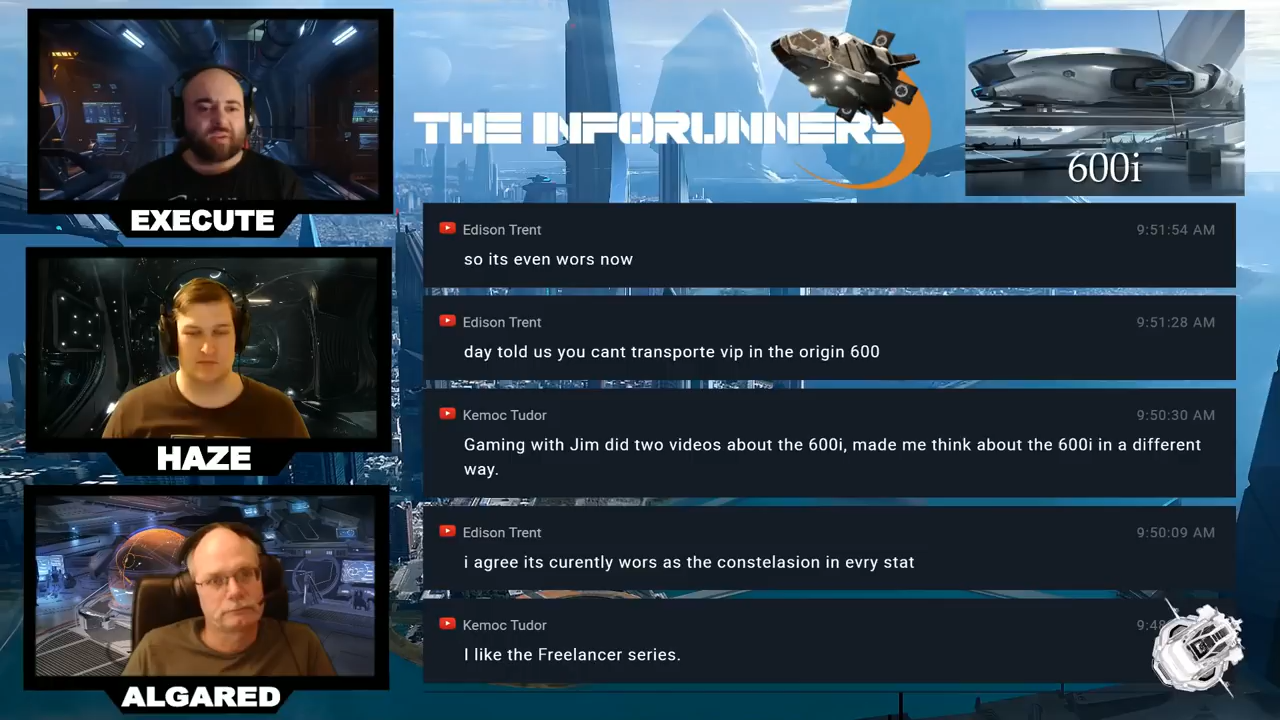 EXECUTE
HAZE
ALGARED
THE INFORUNNERS
600i
Edison Trent 9:51:54 AM
so its even wors now
Edison Trent 9:51:28 AM
day told us you cant transporte vip in the origin 600
Kemoc Tudor 9:50:30 AM
Gaming with Jim did two videos about the 600i, made me think about the 600i in a different
way.
Edison Trent 9:50:09 AM
i agree its curently wors as the constelasion in evry stat
Kemoc Tudor
I like the Freelancer series.